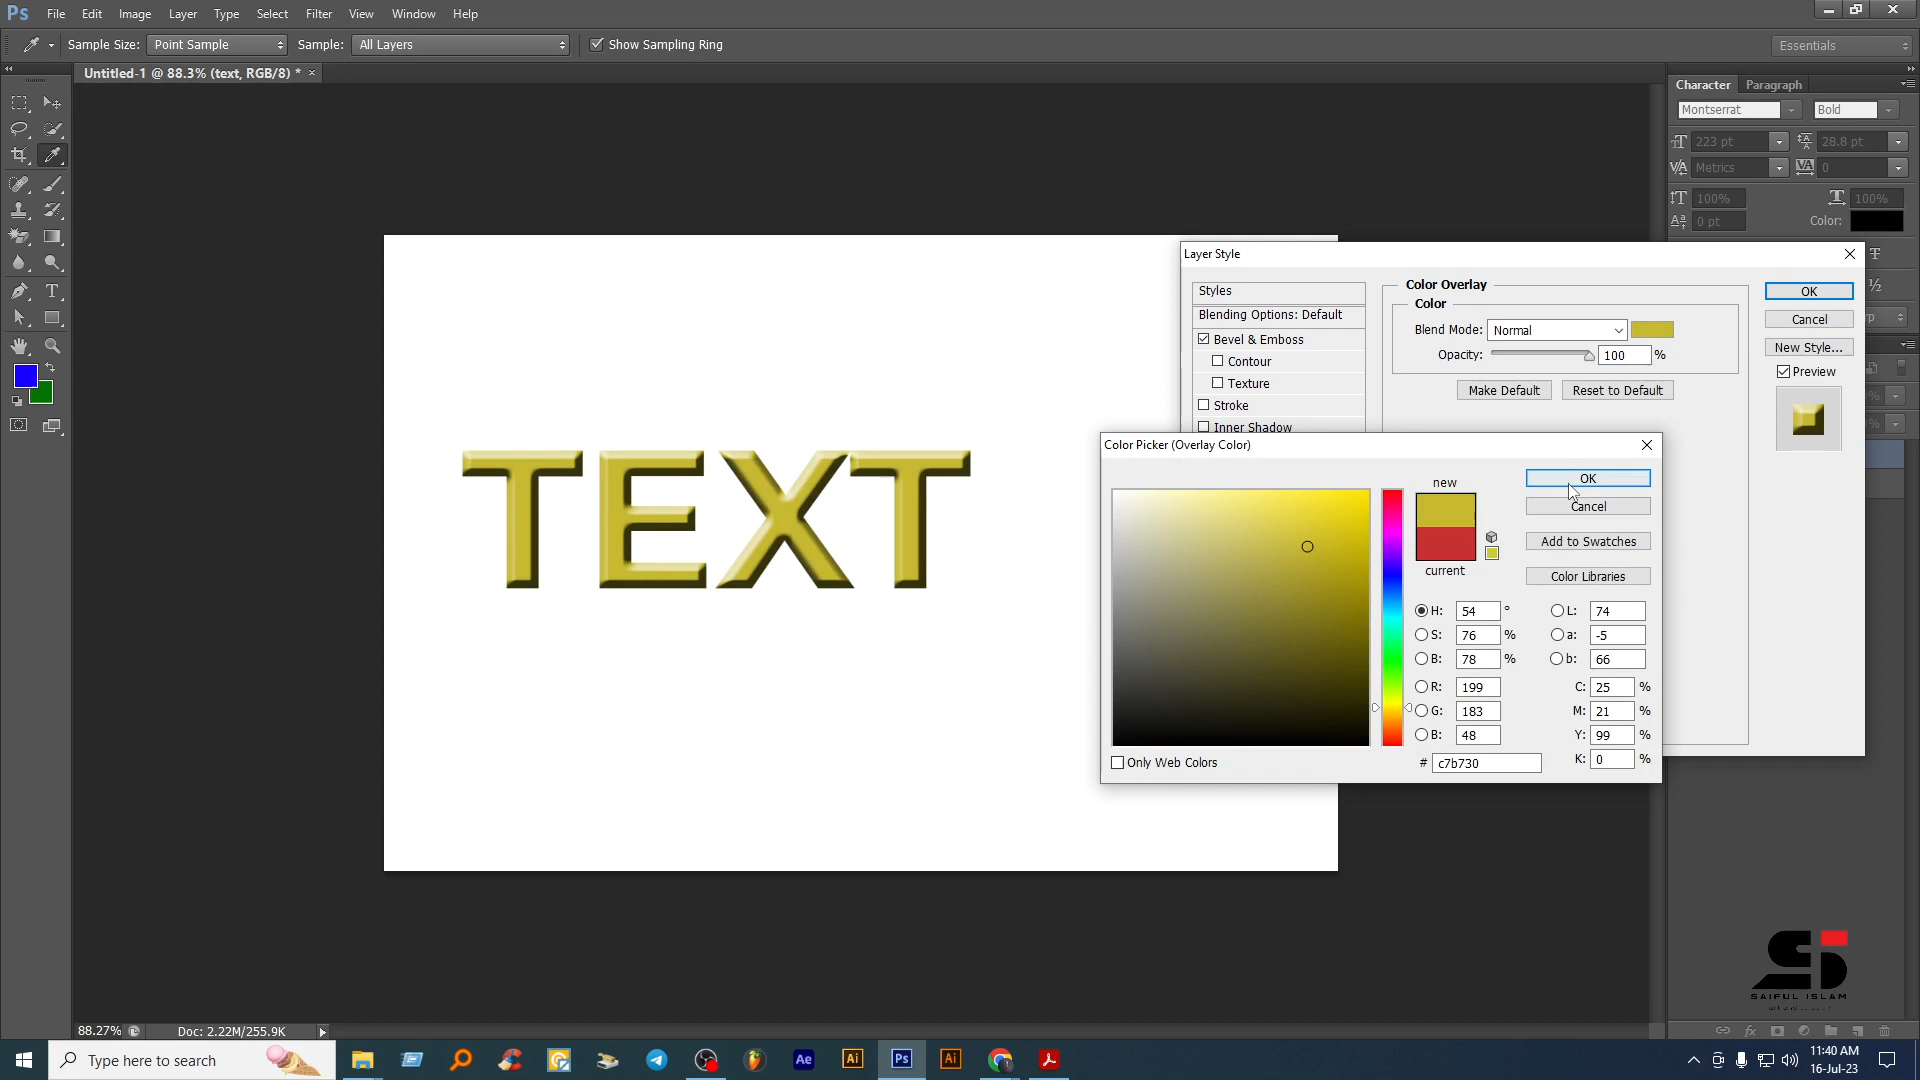 Ps File Edit Image Layer Type Select Filter View Window Help
Sample Size: Point Sample Sample: All Layers Show Sampling Ring Essentials
Untitled-1 @ 88.3% (text, RGB/8) * ×
Character Paragraph
Montserrat Bold
223 pt 28.8 pt
Metrics 0
100% 100%
0 pt Color:
TEXT
Layer Style
Styles
Blending Options: Default
Bevel & Emboss
Contour
Texture
Stroke
Inner Shadow
Color Overlay
Color
Blend Mode: Normal
Opacity: 100 %
Make Default Reset to Default
OK
Cancel
New Style...
Preview
Color Picker (Overlay Color)
new
current
OK
Cancel
Add to Swatches
Color Libraries
H: 54 ° L: 74
S: 76 % a: -5
B: 78 % b: 66
R: 199 C: 25 %
G: 183 M: 21 %
B: 48 Y: 99 %
# c7b730 K: 0 %
Only Web Colors
SAIFUL ISLAM
88.27% Doc: 2.22M/255.9K
Type here to search
Ae Ai Ps Ai
11:40 AM
16-Jul-23